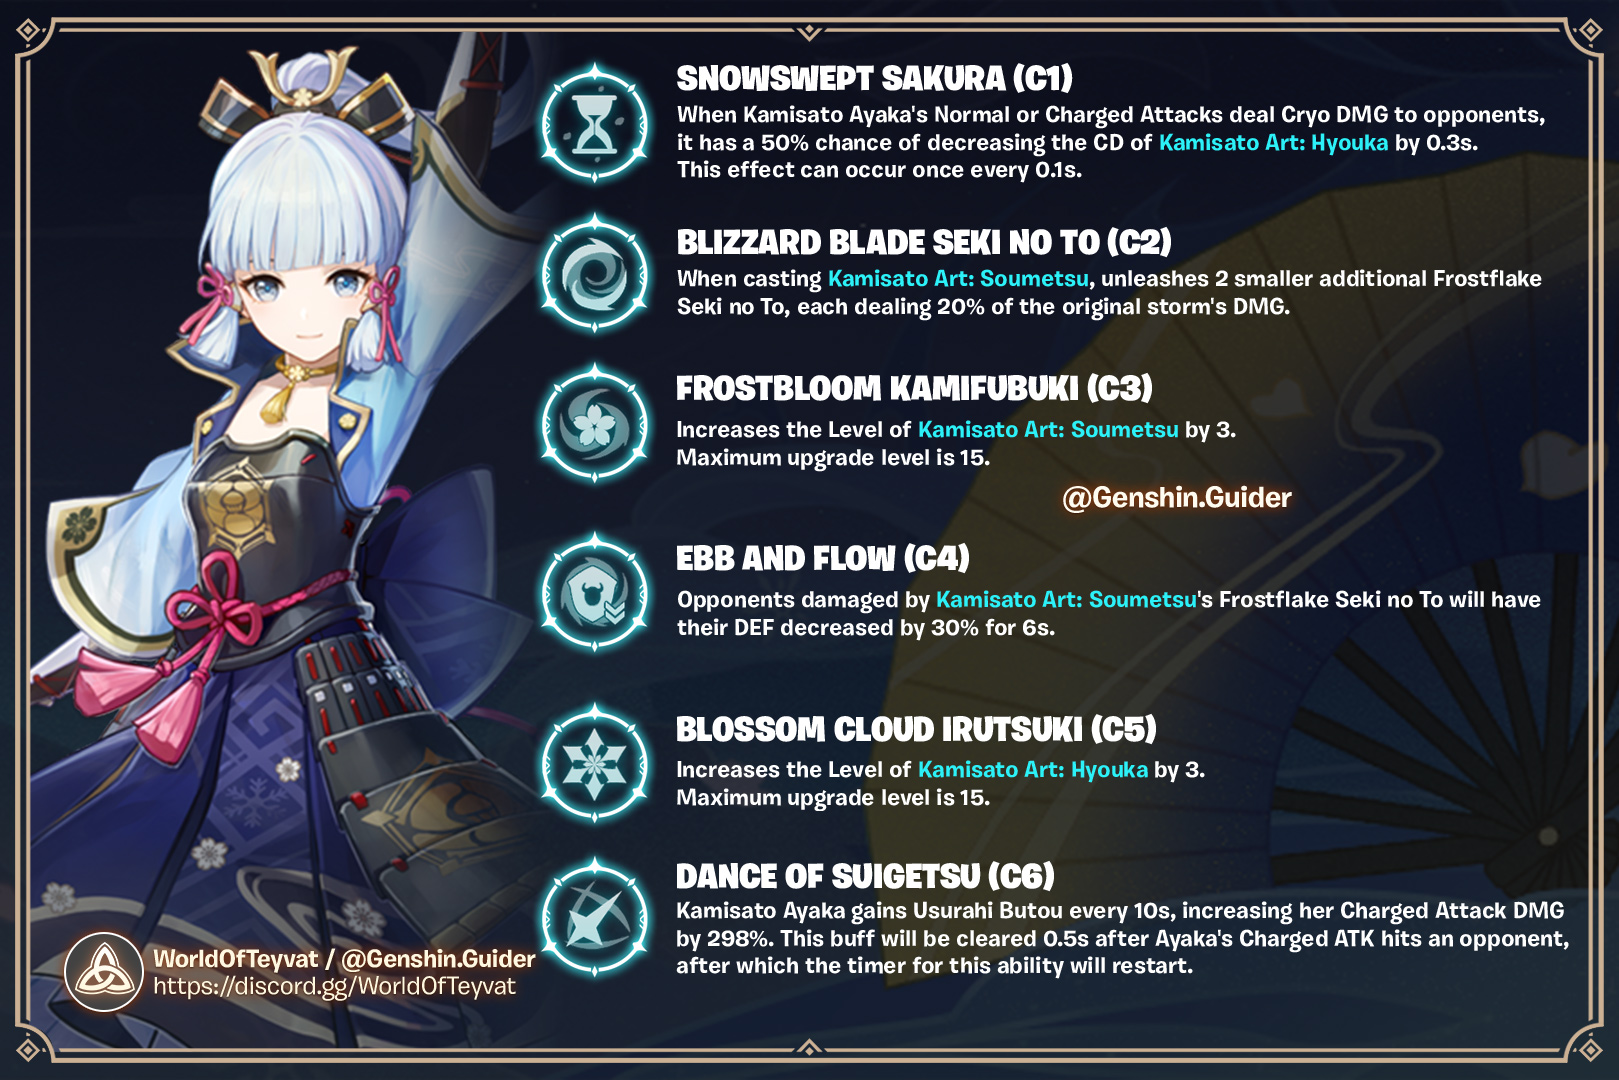 SNOWSWEPT SAKURA (C1)
When Kamisato Ayaka's Normal or Charged Attacks deal Cryo DMG to opponents,
it has a 50% chance of decreasing the CD of Kamisato Art: Hyouka by 0.3s.
This effect can occur once every 0.1s.
BLIZZARD BLADE SEKI NO TO (C2)
When casting Kamisato Art: Soumetsu, unleashes 2 smaller additional Frostflake
Seki no To, each dealing 20% of the original storm's DMG.
FROSTBLOOM KAMIFUBUKI (C3)
Increases the Level of Kamisato Art: Soumetsu by 3.
Maximum upgrade level is 15.
@Genshin.Guider
EBB AND FLOW (C4)
Opponents damaged by Kamisato Art: Soumetsu's Frostflake Seki no To will have
their DEF decreased by 30% for 6s.
BLOSSOM CLOUD IRUTSUKI (C5)
Increases the Level of Kamisato Art: Hyouka by 3.
Maximum upgrade level is 15.
DANCE OF SUIGETSU (C6)
Kamisato Ayaka gains Usurahi Butou every 10s, increasing her Charged Attack DMG
by 298%. This buff will be cleared 0.5s after Ayaka's Charged ATK hits an opponent,
after which the timer for this ability will restart.
WorldOfTeyvat / @Genshin.Guider
https://discord.gg/WorldOfTeyvat